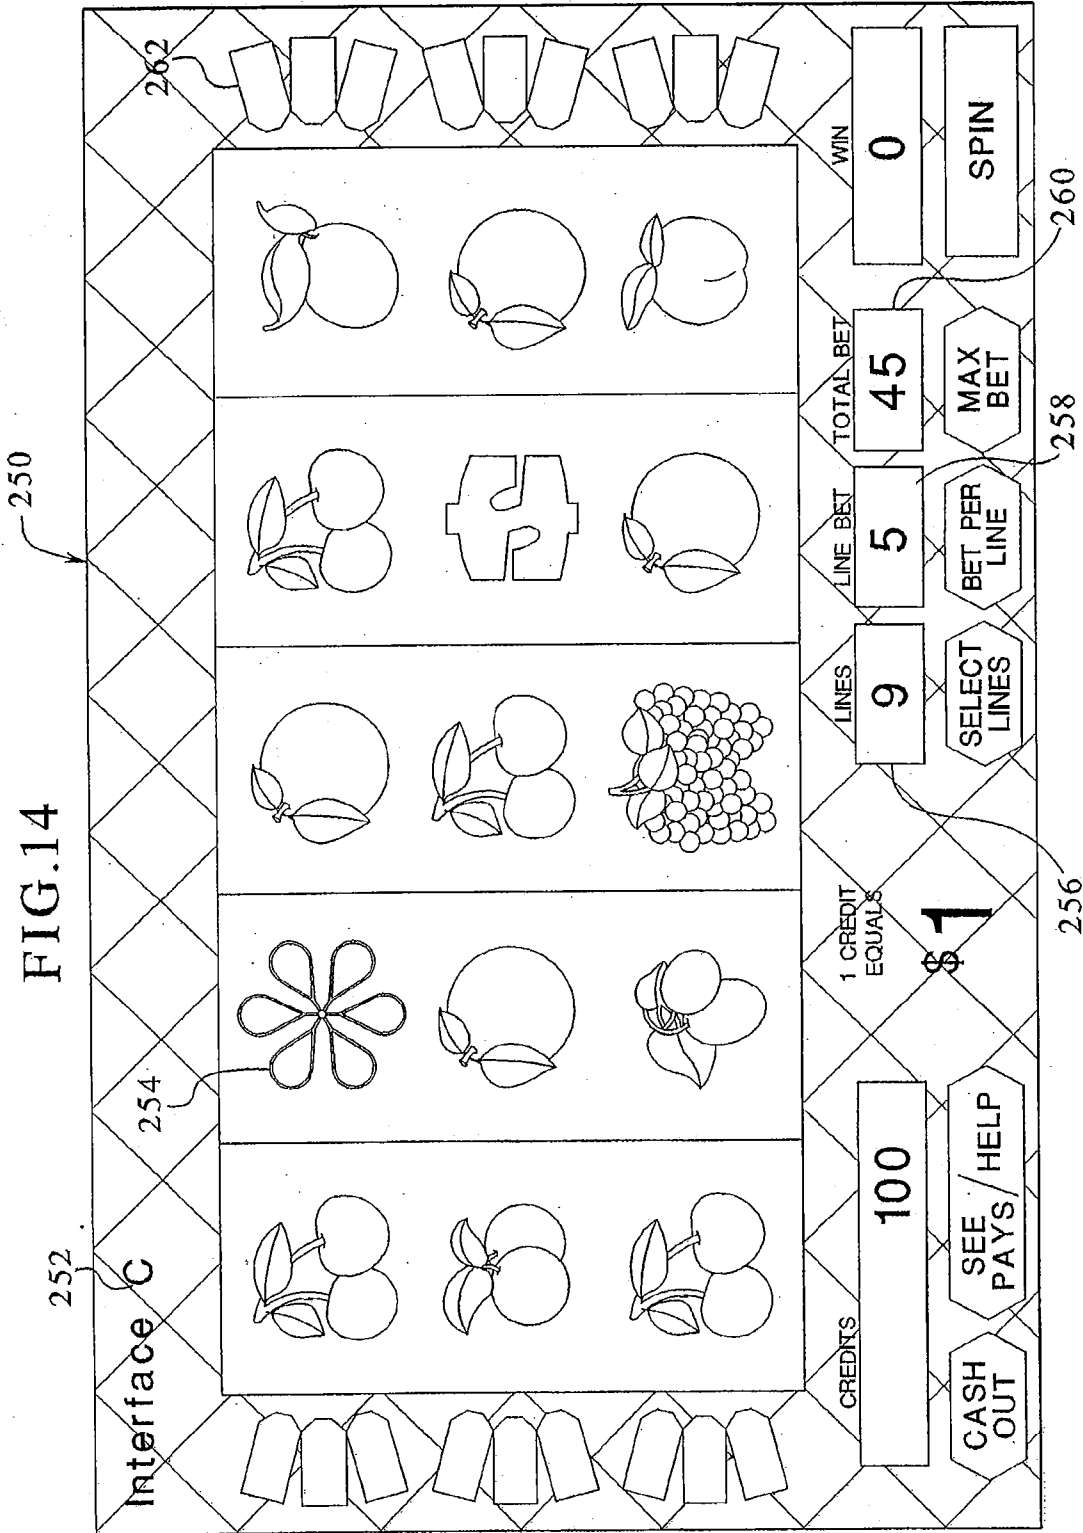 FIG.14
250
252
Interface C
254
262
CREDITS
100
1 CREDIT
EQUALS
$1
LINES
9
LINE BET
5
TOTAL BET
45
WIN
0
CASH
OUT
SEE
PAYS/HELP
SELECT
LINES
BET PER
LINE
MAX
BET
SPIN
256
258
260